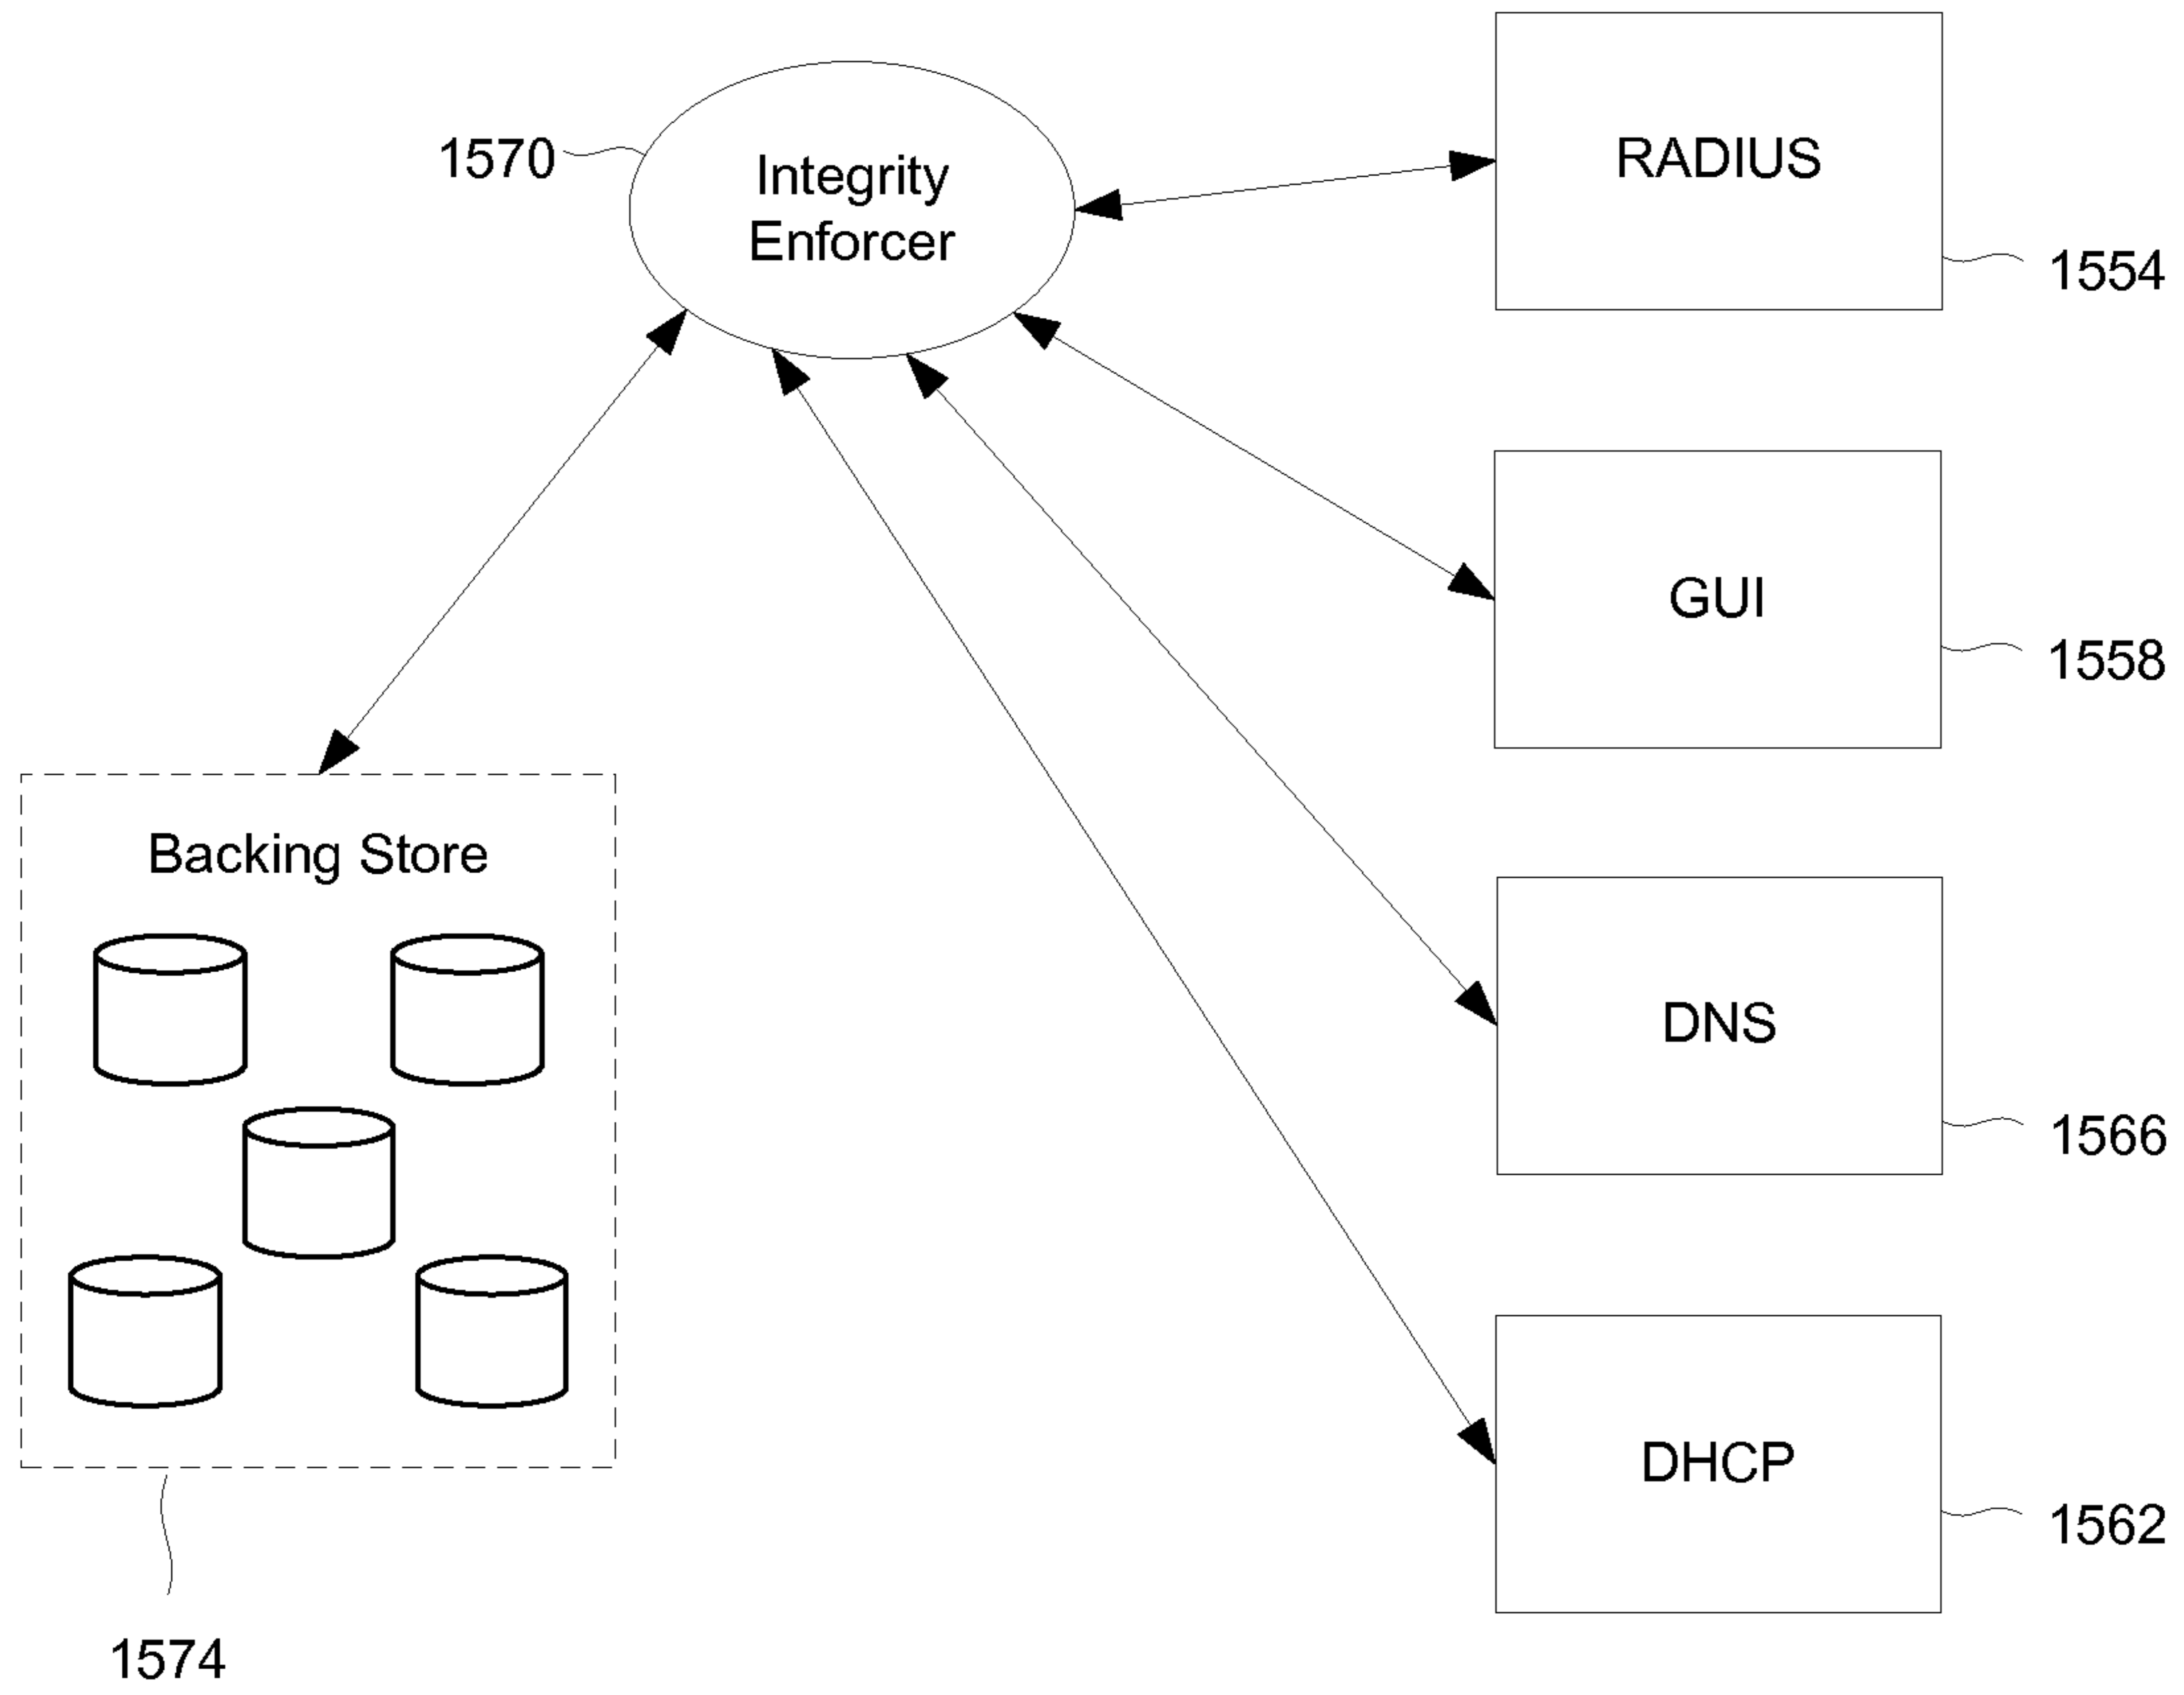 1570
Integrity
Enforcer
RADIUS
1554
GUI
1558
Backing Store
DNS
1566
DHCP
1562
1574